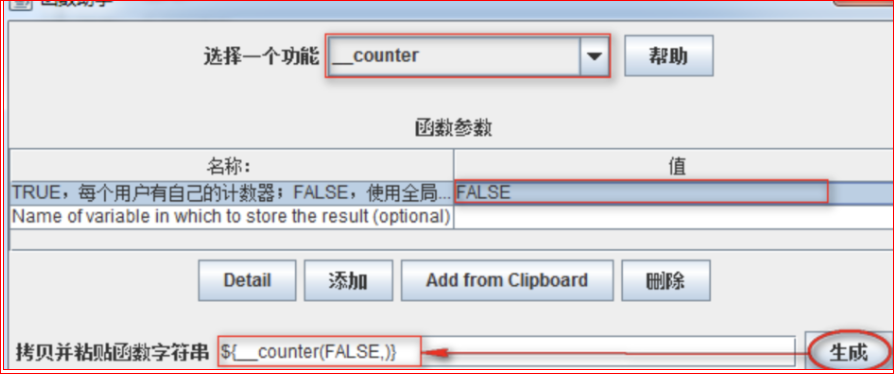 函数助手
选择一个功能 __counter 帮助
函数参数
名称: 值
TRUE，每个用户有自己的计数器；FALSE，使用全局... FALSE
Name of variable in which to store the result (optional)
Detail 添加 Add from Clipboard 删除
拷贝并粘贴函数字符串 ${__counter(FALSE,)} 生成